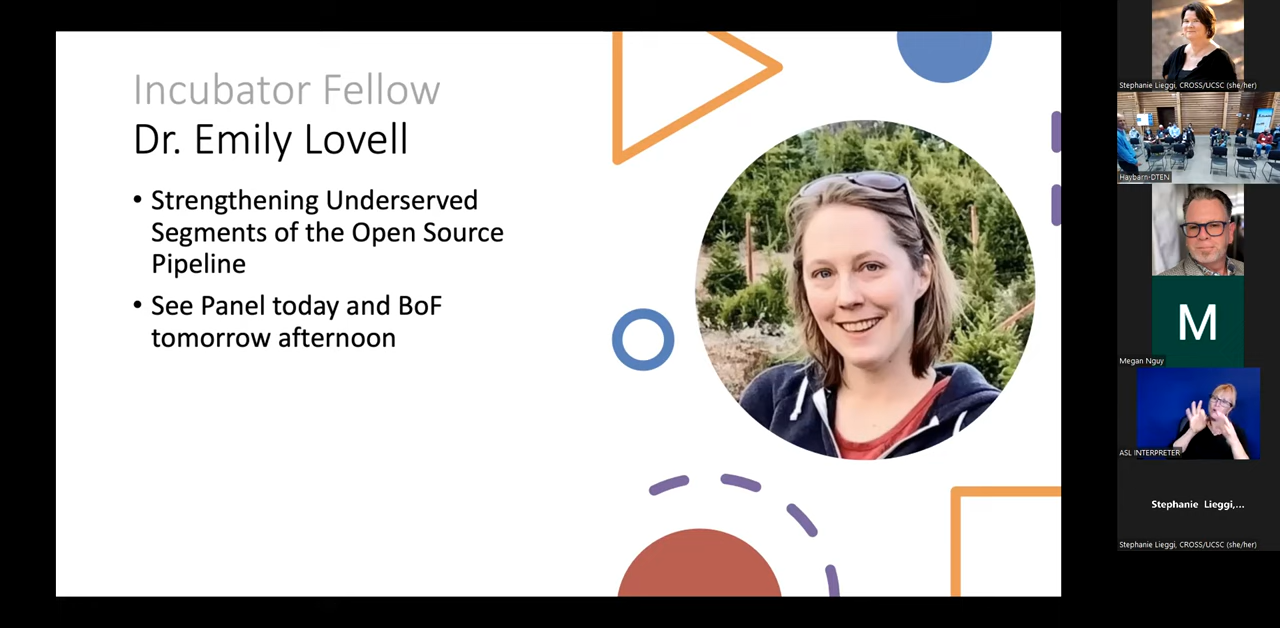 Incubator Fellow
Dr. Emily Lovell
• Strengthening Underserved
Segments of the Open Source
Pipeline
• See Panel today and BoF
tomorrow afternoon
Stephanie Lieggi, CROSS/UCSC (she/her)
Haybarn-DTEN
M
Megan Nguy
ASL INTERPRETER
Stephanie Lieggi,...
Stephanie Lieggi, CROSS/UCSC (she/her)